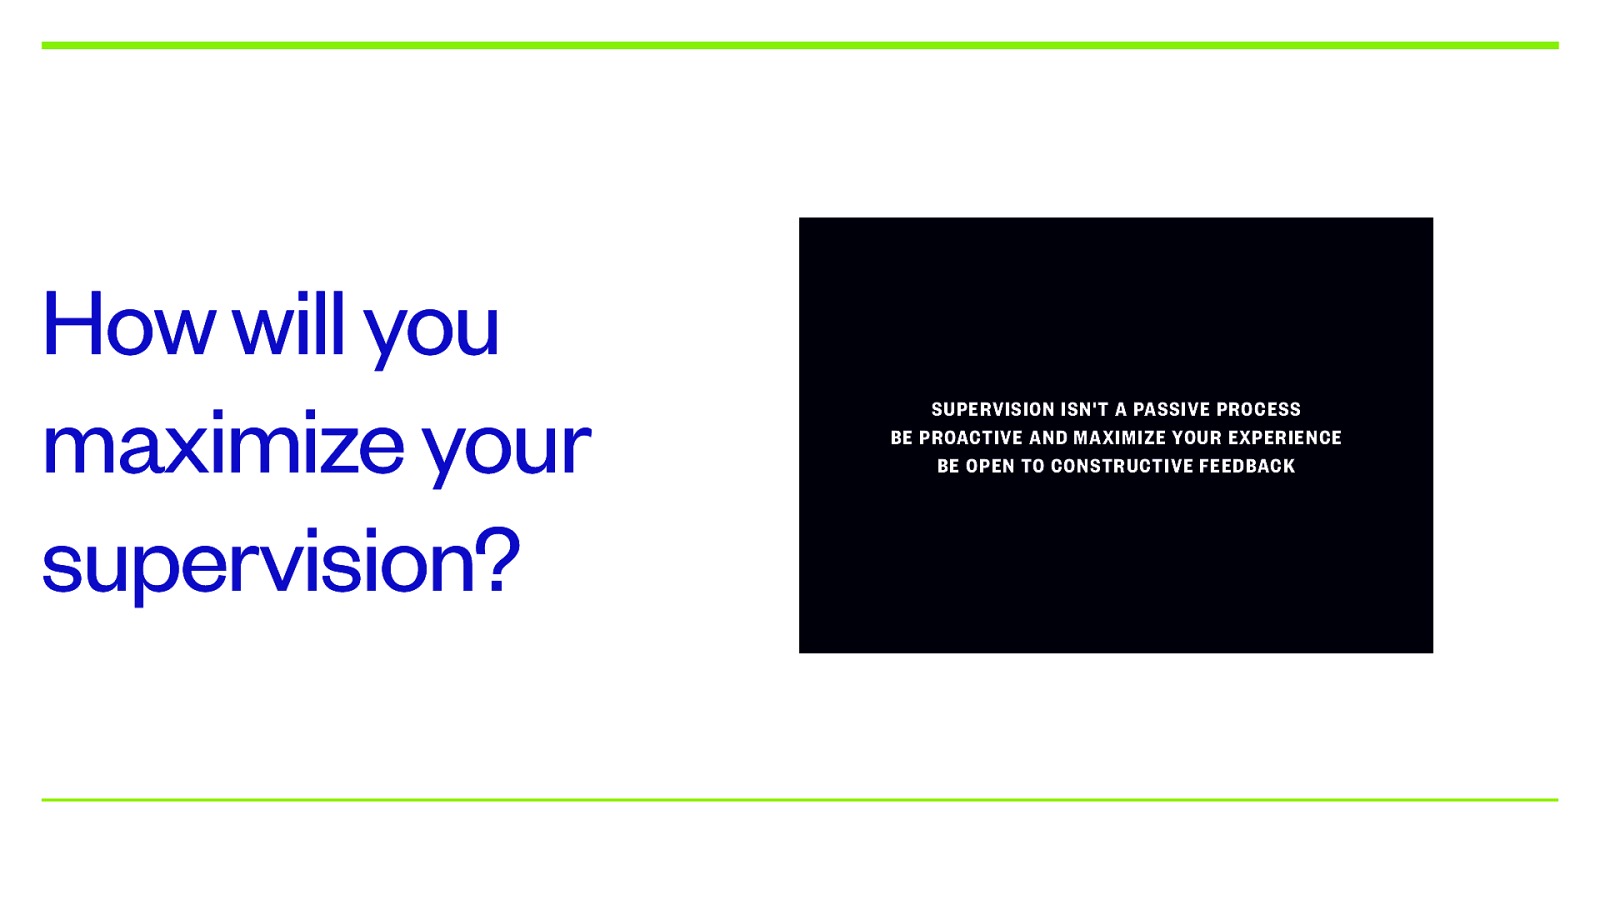 How will you
maximize your
supervision?
SUPERVISION ISN'T A PASSIVE PROCESS
BE PROACTIVE AND MAXIMIZE YOUR EXPERIENCE
BE OPEN TO CONSTRUCTIVE FEEDBACK